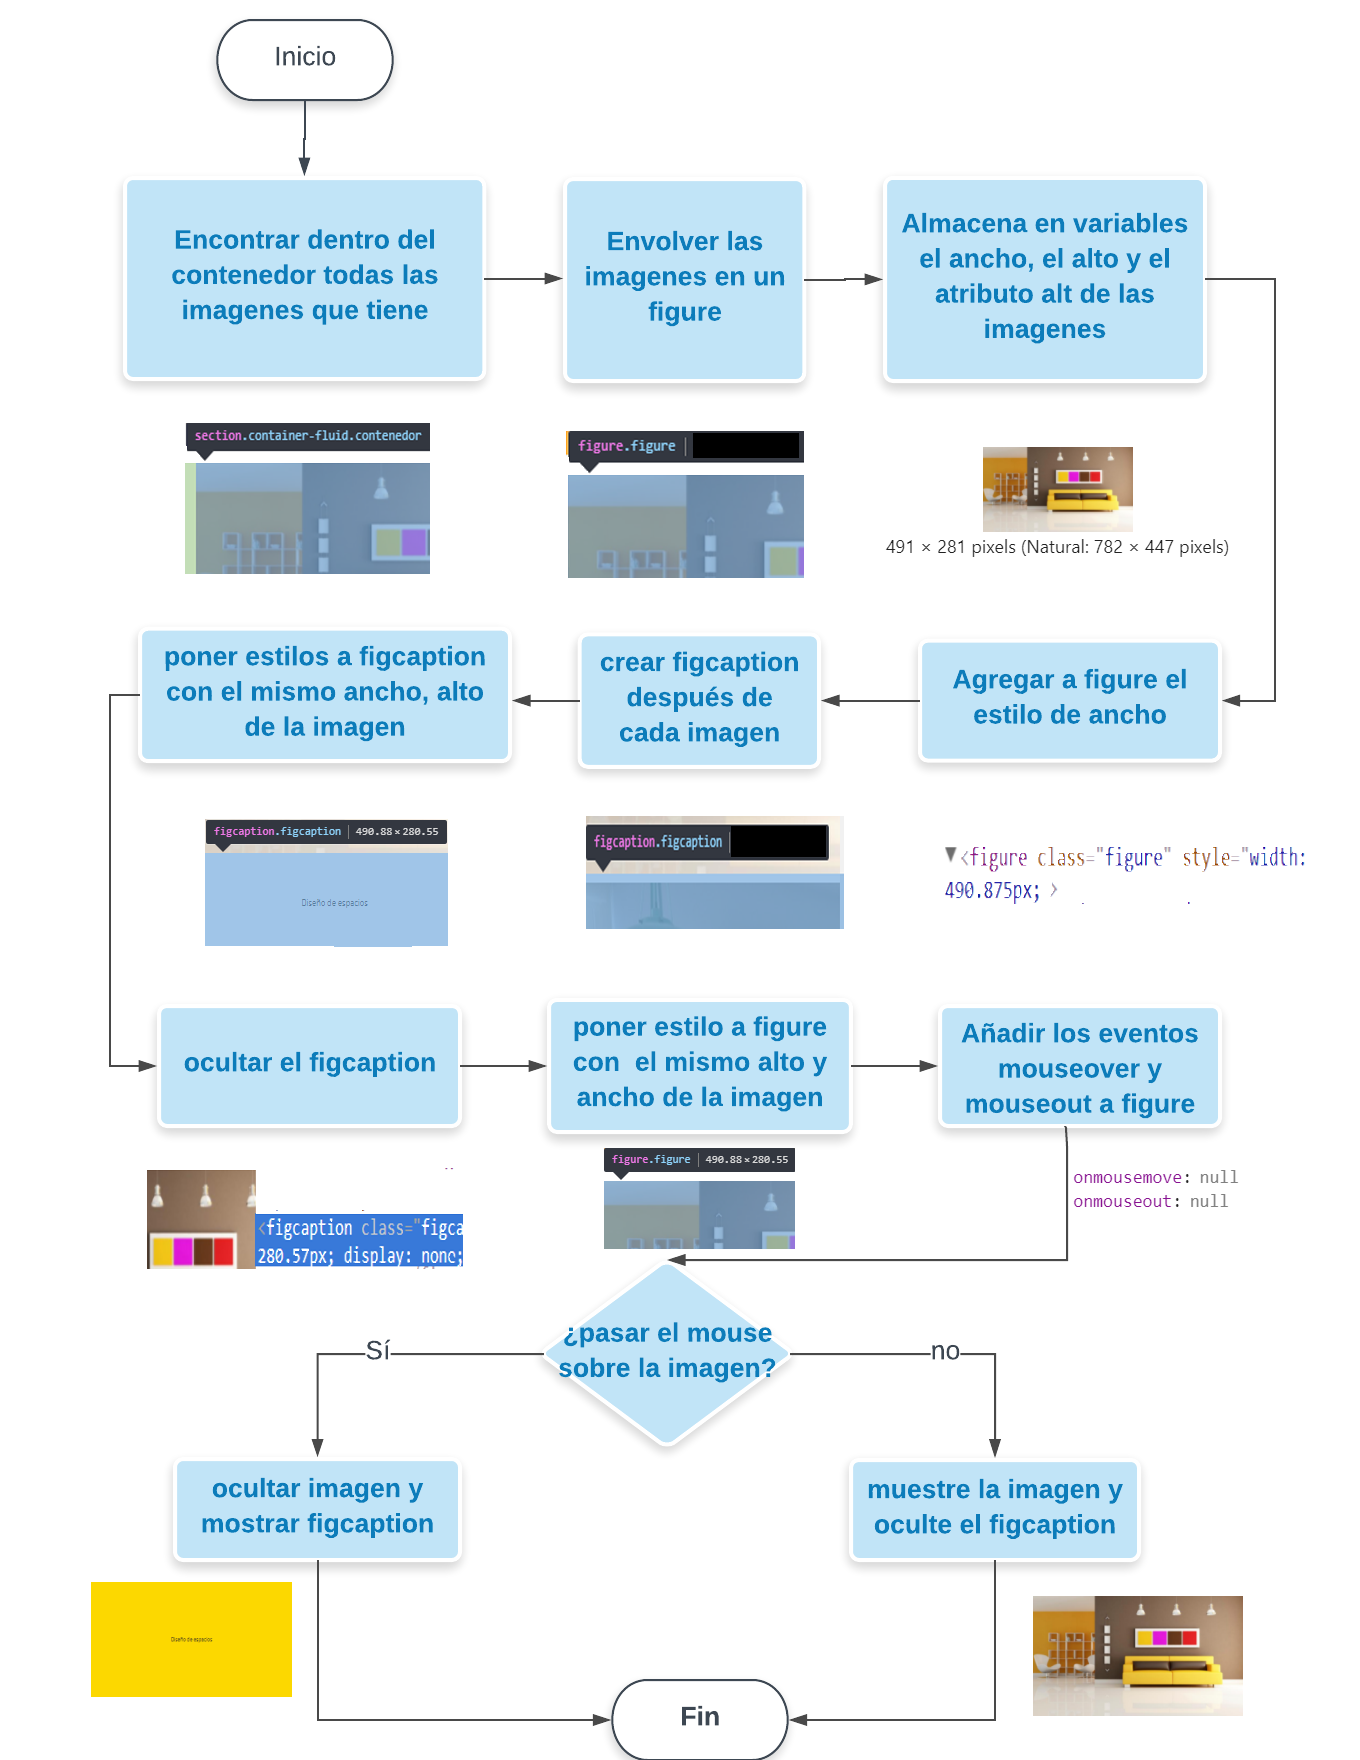 Inicio
Encontrar dentro del
contenedor todas las
imagenes que tiene
Envolver las
imagenes en un
figure
Almacena en variables
el ancho, el alto y el
atributo alt de las
imagenes
section.container-fluid.contenedor
figure.figure
491 × 281 pixels (Natural: 782 × 447 pixels)
poner estilos a figcaption
con el mismo ancho, alto
de la imagen
crear figcaption
después de
cada imagen
Agregar a figure el
estilo de ancho
figcaption.figcaption | 490.88×280.55
Diseño de espacios
figcaption.figcaption
▼<figure class="figure" style="width:
490.875px; >
ocultar el figcaption
poner estilo a figure
con  el mismo alto y
ancho de la imagen
Añadir los eventos
mouseover y
mouseout a figure
<figcaption class="figca
280.57px; display: none;
figure.figure | 490.88×280.55
onmousemove: null
onmouseout: null
¿pasar el mouse
sobre la imagen?
Sí
no
ocultar imagen y
mostrar figcaption
muestre la imagen y
oculte el figcaption
Diseño de espacios
Fin